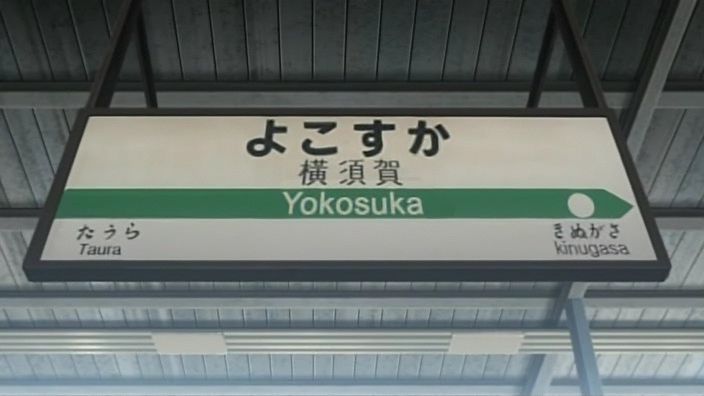 よこすか
横須賀
Yokosuka
たうら
Taura
きぬがさ
kinugasa